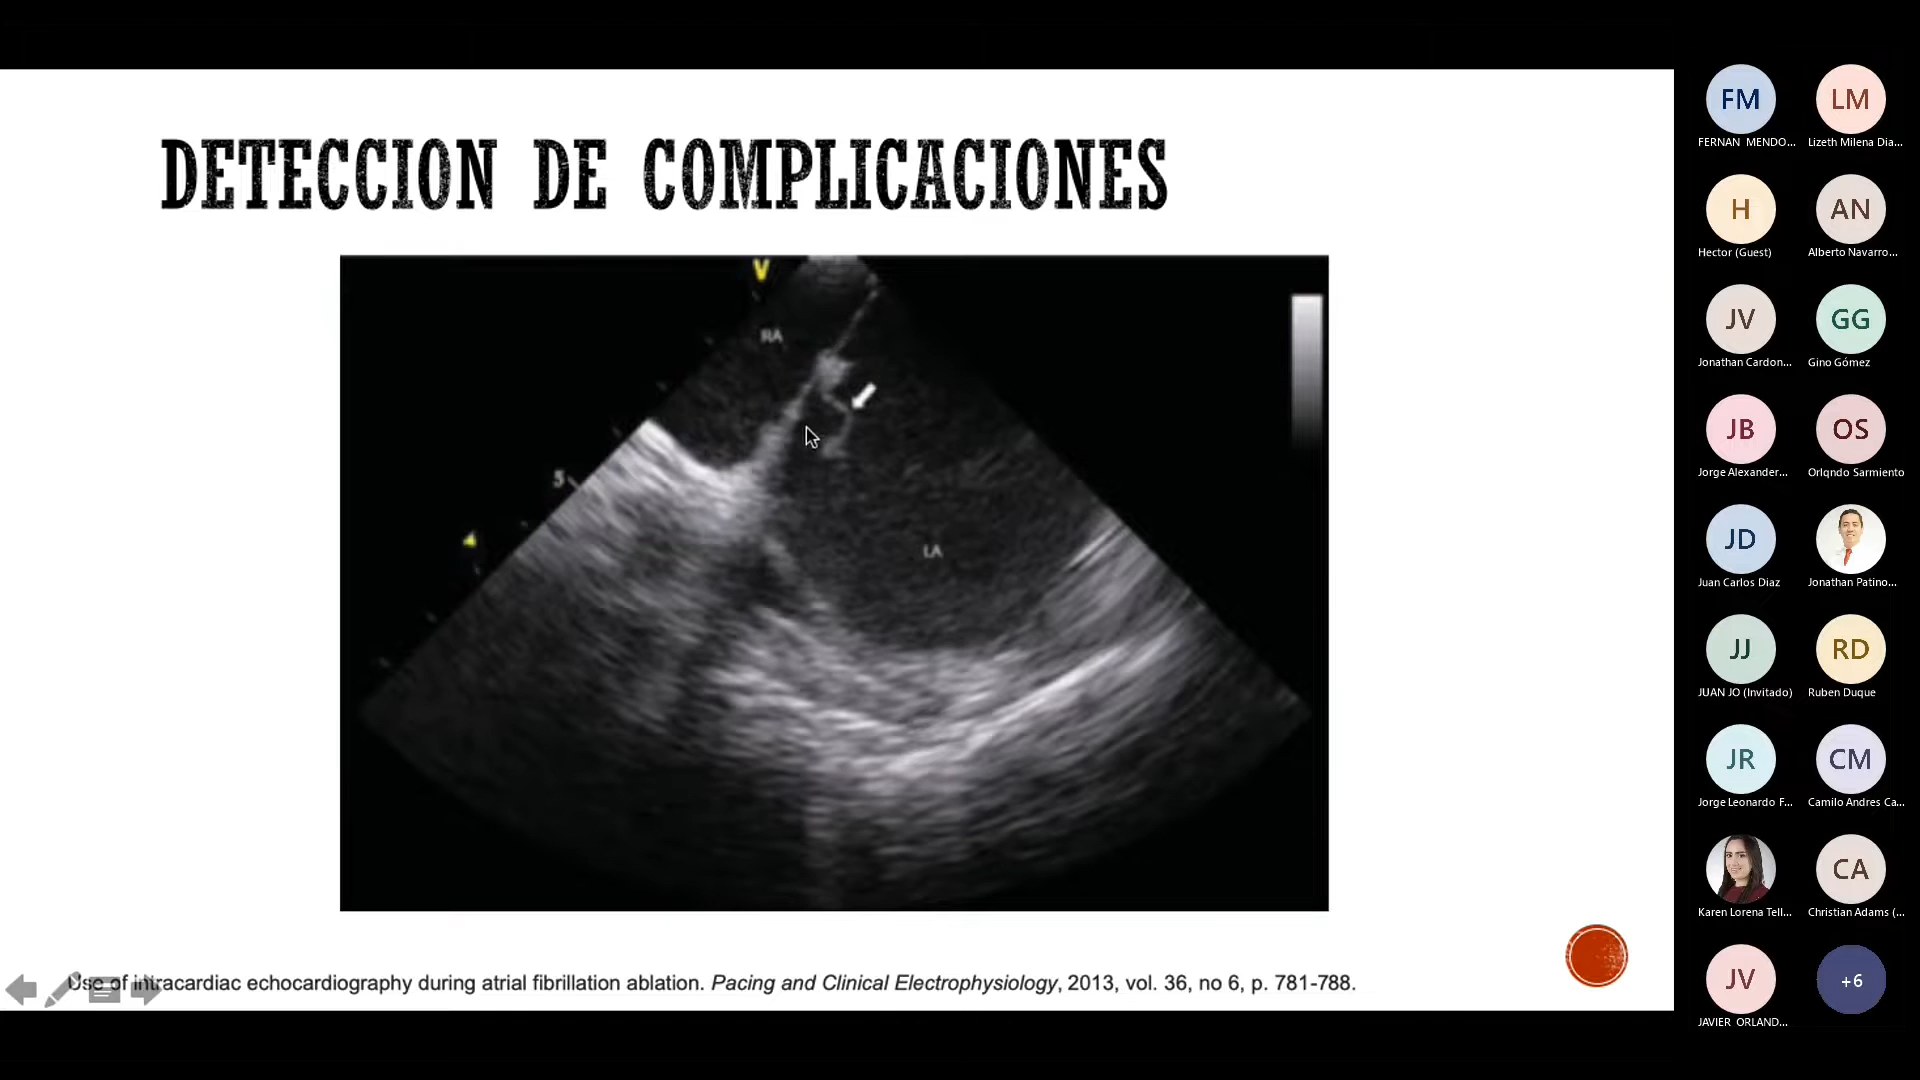 DETECCION DE COMPLICACIONES
V
RA
5
LA
Use of intracardiac echocardiography during atrial fibrillation ablation. Pacing and Clinical Electrophysiology, 2013, vol. 36, no 6, p. 781-788.
FM
FERNAN MENDO...
LM
Lizeth Milena Dia...
H
Hector (Guest)
AN
Alberto Navarro...
JV
Jonathan Cardon...
GG
Gino Gómez
JB
Jorge Alexander...
OS
Orlqndo Sarmiento
JD
Juan Carlos Diaz
Jonathan Patino...
JJ
JUAN JO (Invitado)
RD
Ruben Duque
JR
Jorge Leonardo F...
CM
Camilo Andres Ca...
Karen Lorena Tell...
CA
Christian Adams (...
JV
JAVIER ORLAND...
+6